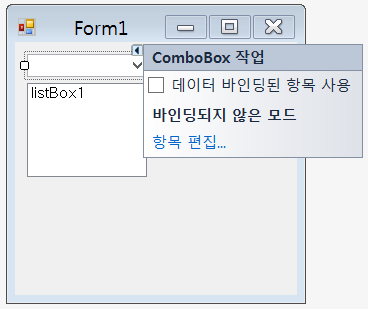 Form1
ComboBox 작업
데이터 바인딩된 항목 사용
바인딩되지 않은 모드
항목 편집...
listBox1